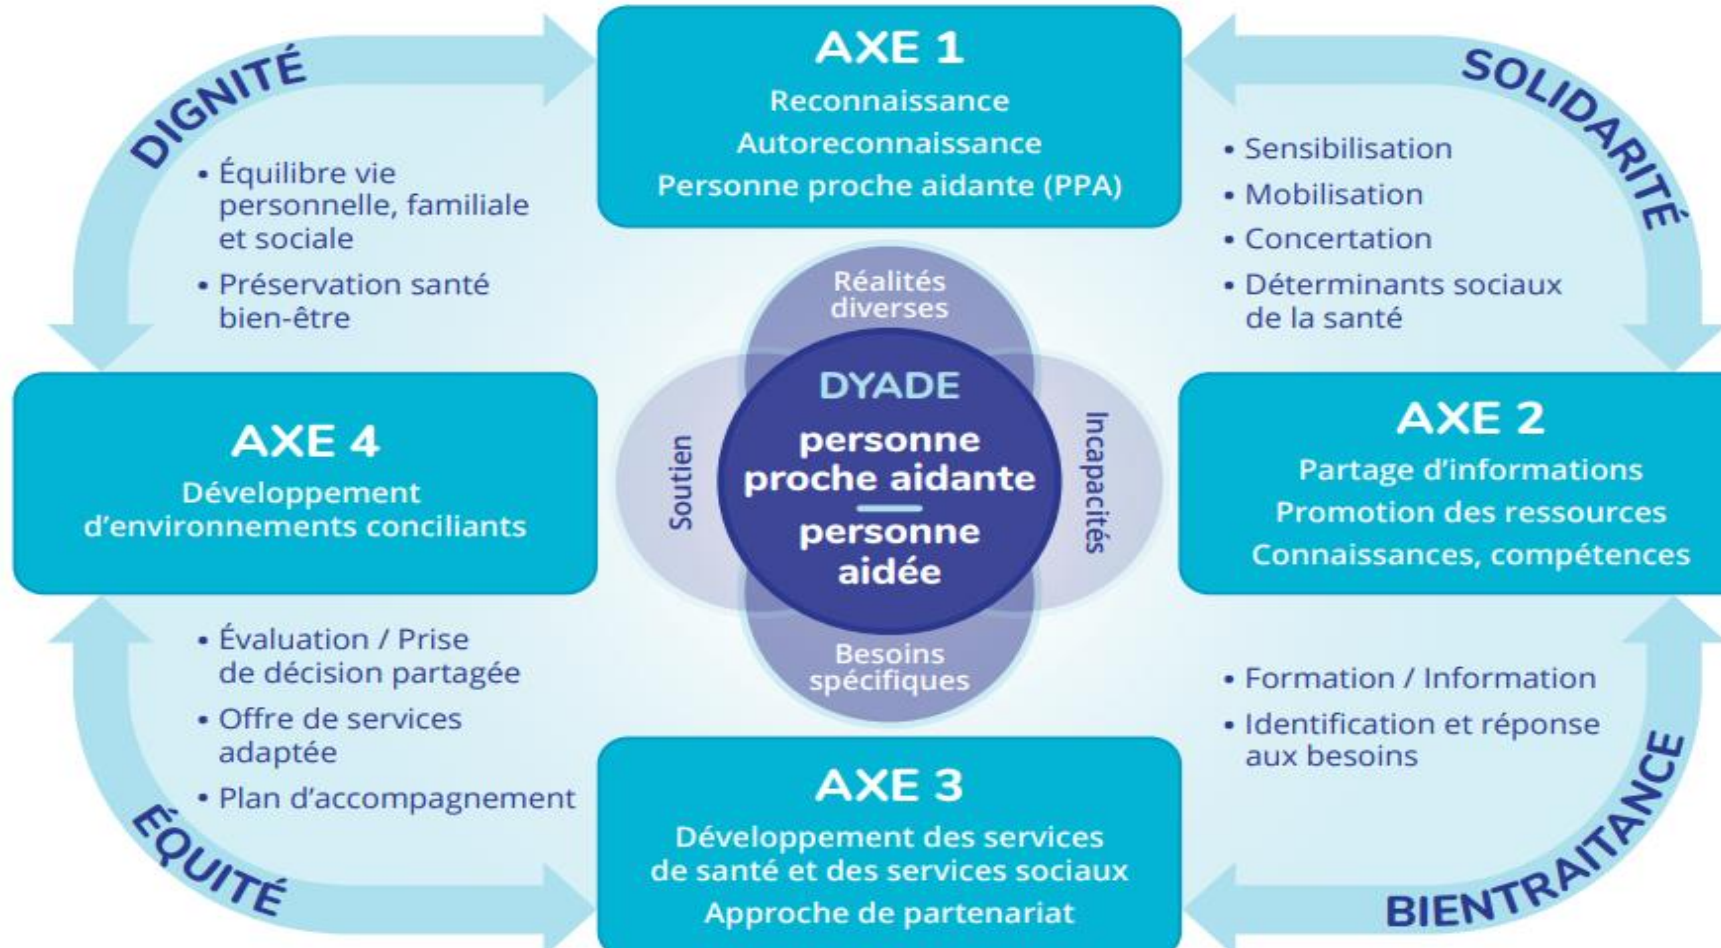 DIGNITÉ
AXE 1
Reconnaissance
Autoreconnaissance
Personne proche aidante (PPA)
SOLIDARITÉ
• Équilibre vie
personnelle, familiale
et sociale
• Préservation santé
bien-être
• Sensibilisation
• Mobilisation
• Concertation
• Déterminants sociaux
de la santé
Réalités
diverses
AXE 4
Développement
d'environnements conciliants
Soutien
DYADE
personne
proche aidante
personne
aidée
Incapacités
AXE 2
Partage d'informations
Promotion des ressources
Connaissances, compétences
Besoins
spécifiques
• Évaluation / Prise
de décision partagée
• Offre de services
adaptée
• Plan d'accompagnement
• Formation / Information
• Identification et réponse
aux besoins
ÉQUITÉ
AXE 3
Développement des services
de santé et des services sociaux
Approche de partenariat
BIENTRAITANCE